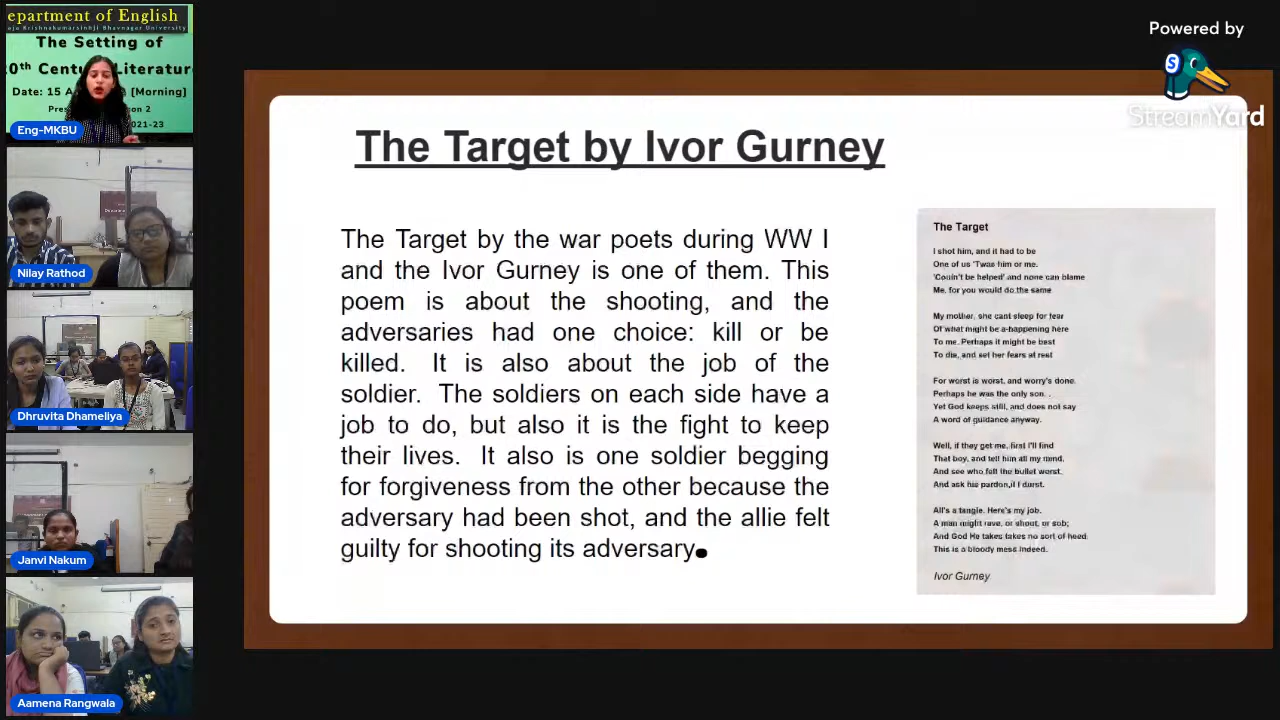 epartment of English
Krishnakumarsinhji Bhavnagar University
The Setting of
20th Centu Literature
Date: 15 A [Morning]
Pres on 2
021-23
Eng-MKBU
Nilay Rathod
Dhruvita Dhameliya
Janvi Nakum
Aamena Rangwala
Powered by
S
StreamYard
The Target by Ivor Gurney
The Target by the war poets during WW I
and the Ivor Gurney is one of them. This
poem is about the shooting, and the
adversaries had one choice: kill or be
killed. It is also about the job of the
soldier. The soldiers on each side have a
job to do, but also it is the fight to keep
their lives. It also is one soldier begging
for forgiveness from the other because the
adversary had been shot, and the allie felt
guilty for shooting its adversary.
The Target
I shot him, and it had to be
One of us 'Twas him or me.
'Couin't be helped' and none can blame
Me, for you would do the same
My mother, she cant sleep for fear
Of what might be a-happening here
To me. Perhaps it might be best
To die, and set her fears at rest
For worst is worst, and worry's done.
Perhaps he was the only son. .
Yet God keeps still, and does not say
A word of guidance anyway.
Well, if they get me, first I'll find
That boy, and tell him all my mind,
And see who felt the bullet worst,
And ask his pardon,if I durst.
All's a tangle. Here's my job.
A man might rave, or shout, or sob;
And God He takes takes no sort of heed.
This is a bloody mess indeed.
Ivor Gurney